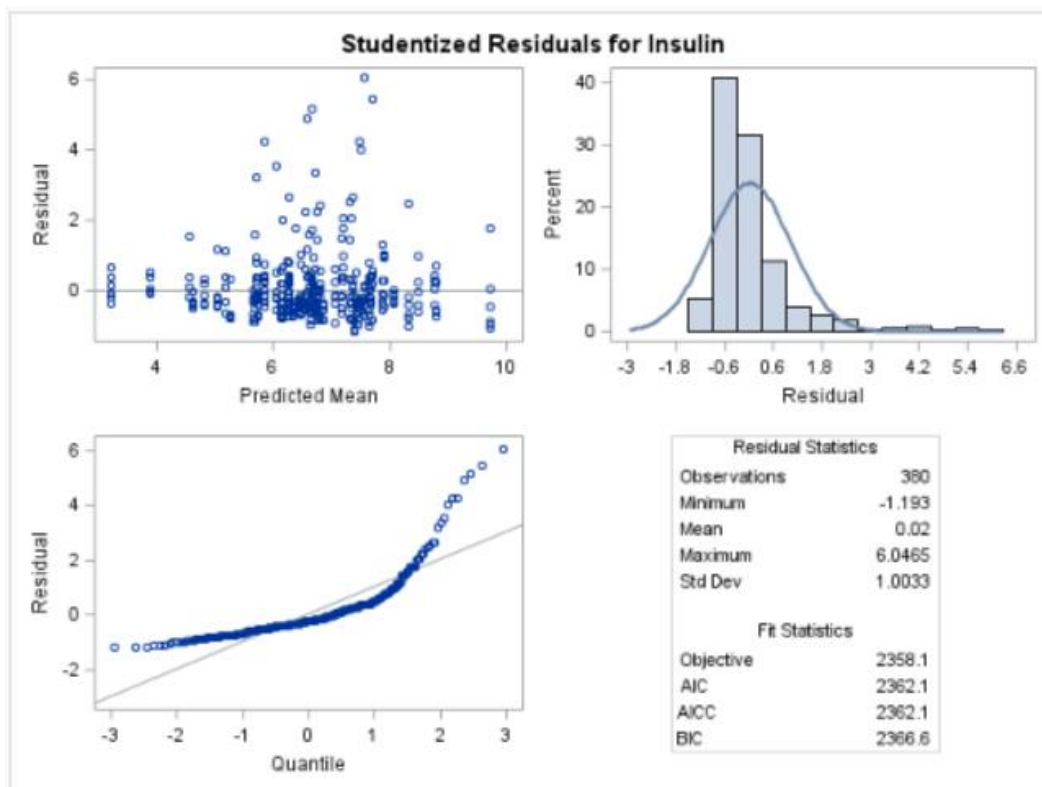 Studentized Residuals for Insulin
6
4
2
0
Residual
4 6 8 10
Predicted Mean
40
30
20
10
0
Percent
-3 -1.8 -0.6 0.6 1.8 3 4.2 5.4 6.6
Residual
6
4
2
0
-2
Residual
-3 -2 -1 0 1 2 3
Quantile
Residual Statistics
Observations 380
Minimum -1.193
Mean 0.02
Maximum 6.0465
Std Dev 1.0033
Fit Statistics
Objective 2358.1
AIC 2362.1
AICC 2362.1
BIC 2366.6